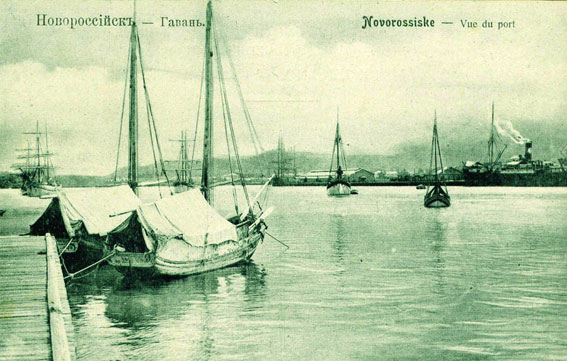 Новороссійскъ — Гавань. Novorossiske — Vue du port